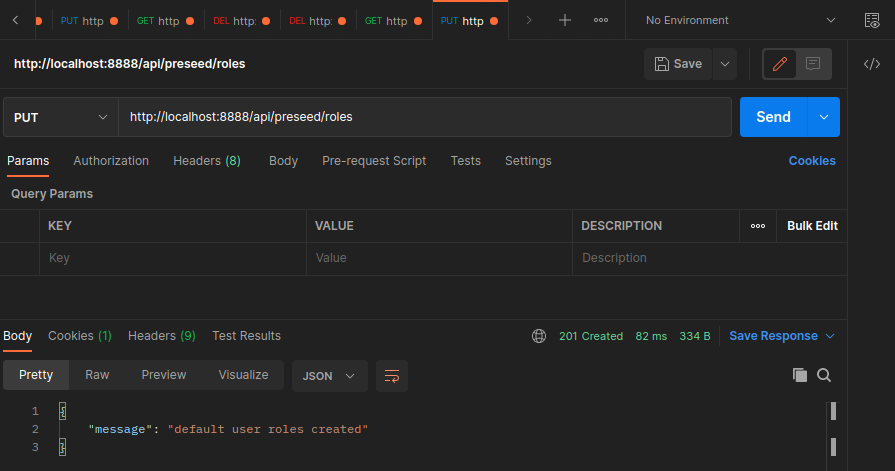 PUT http GET http DEL http: DEL http: GET http PUT http No Environment
http://localhost:8888/api/preseed/roles Save
PUT http://localhost:8888/api/preseed/roles Send
Params Authorization Headers (8) Body Pre-request Script Tests Settings Cookies
Query Params
KEY VALUE DESCRIPTION Bulk Edit
Key Value Description
Body Cookies (1) Headers (9) Test Results 201 Created 82 ms 334 B Save Response
Pretty Raw Preview Visualize JSON
1 {
2 "message": "default user roles created"
3 }